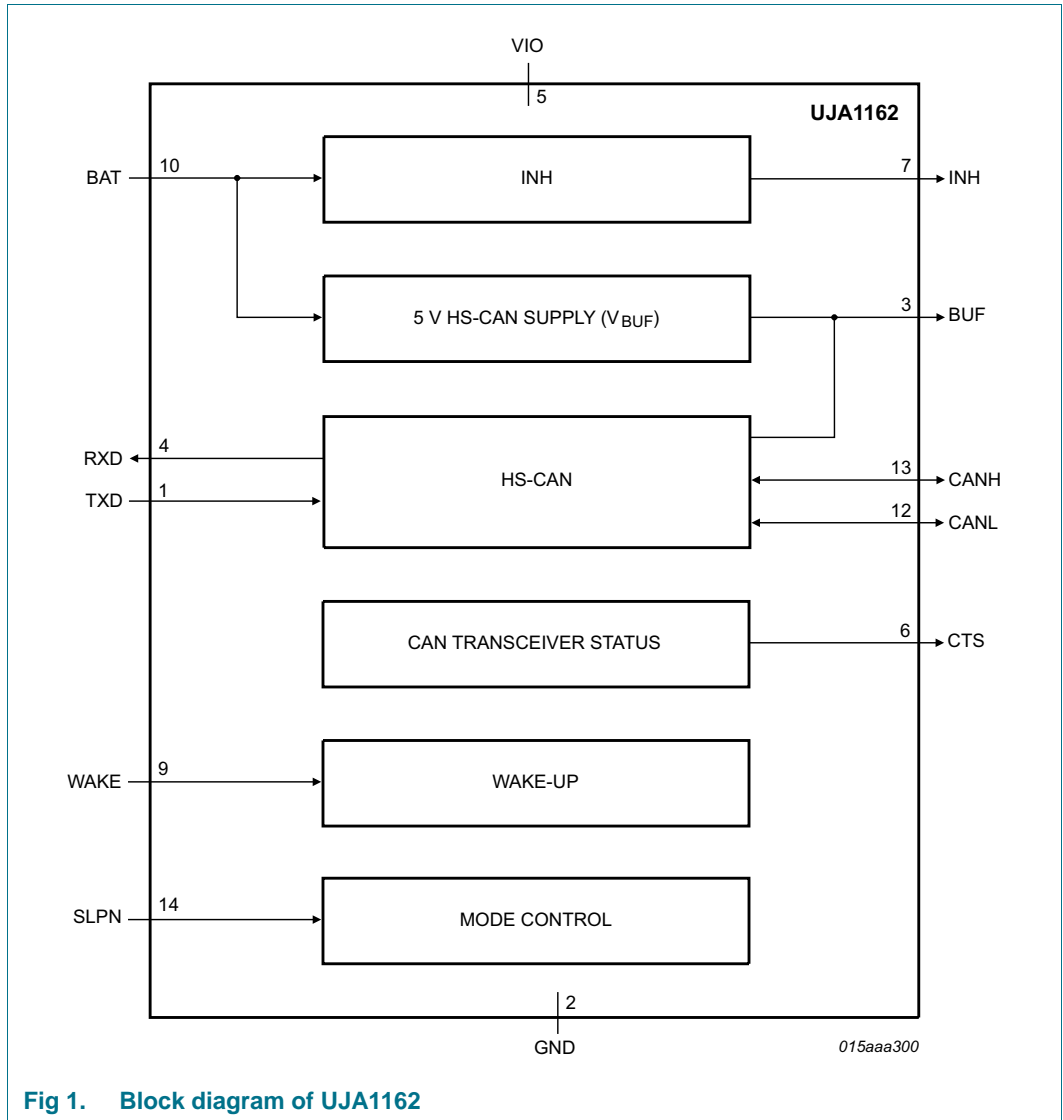 VIO
5
UJA1162
BAT
10
INH
7
INH
5 V HS-CAN SUPPLY (VBUF)
3
BUF
RXD
4
TXD
1
HS-CAN
13
CANH
12
CANL
CAN TRANSCEIVER STATUS
6
CTS
WAKE
9
WAKE-UP
SLPN
14
MODE CONTROL
2
GND
015aaa300
Fig 1. Block diagram of UJA1162